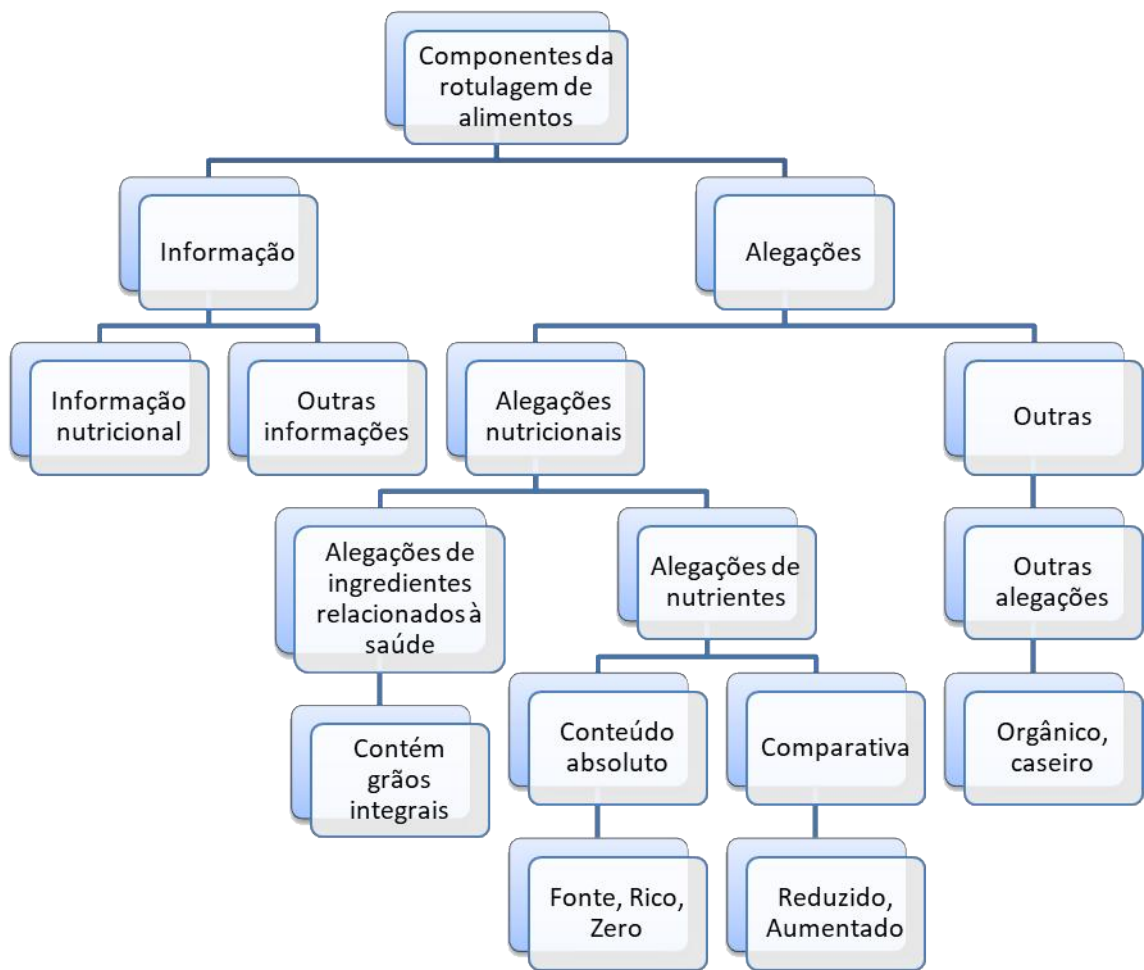 Componentes da
rotulagem de
alimentos
Informação
Alegações
Informação
nutricional
Outras
informações
Alegações
nutricionais
Outras
Alegações de
ingredientes
relacionados à
saúde
Alegações de
nutrientes
Outras
alegações
Contém
grãos
integrais
Conteúdo
absoluto
Comparativa
Orgânico,
caseiro
Fonte, Rico,
Zero
Reduzido,
Aumentado